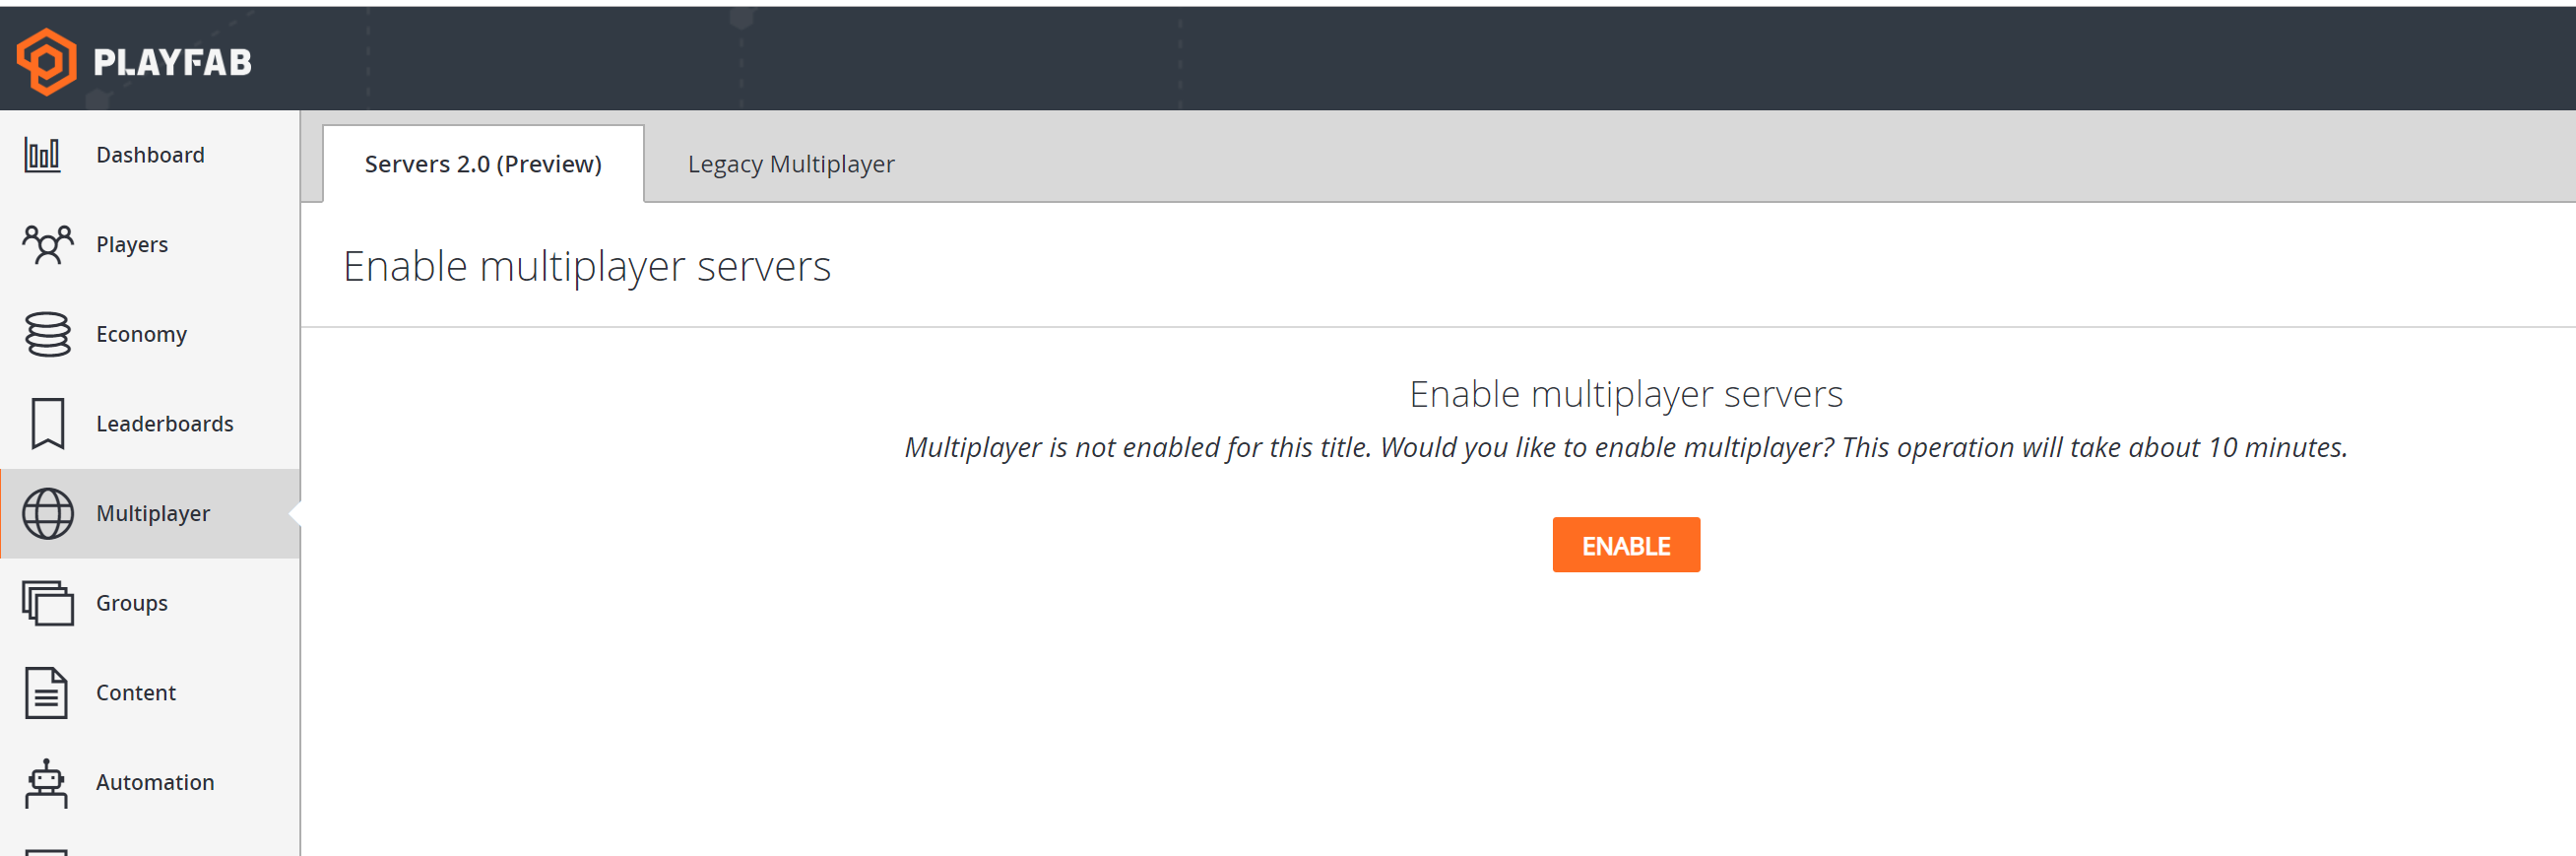 PLAYFAB
Dashboard
Players
Economy
Leaderboards
Multiplayer
Groups
Content
Automation
Servers 2.0 (Preview)
Legacy Multiplayer
Enable multiplayer servers
Enable multiplayer servers
Multiplayer is not enabled for this title. Would you like to enable multiplayer? This operation will take about 10 minutes.
ENABLE